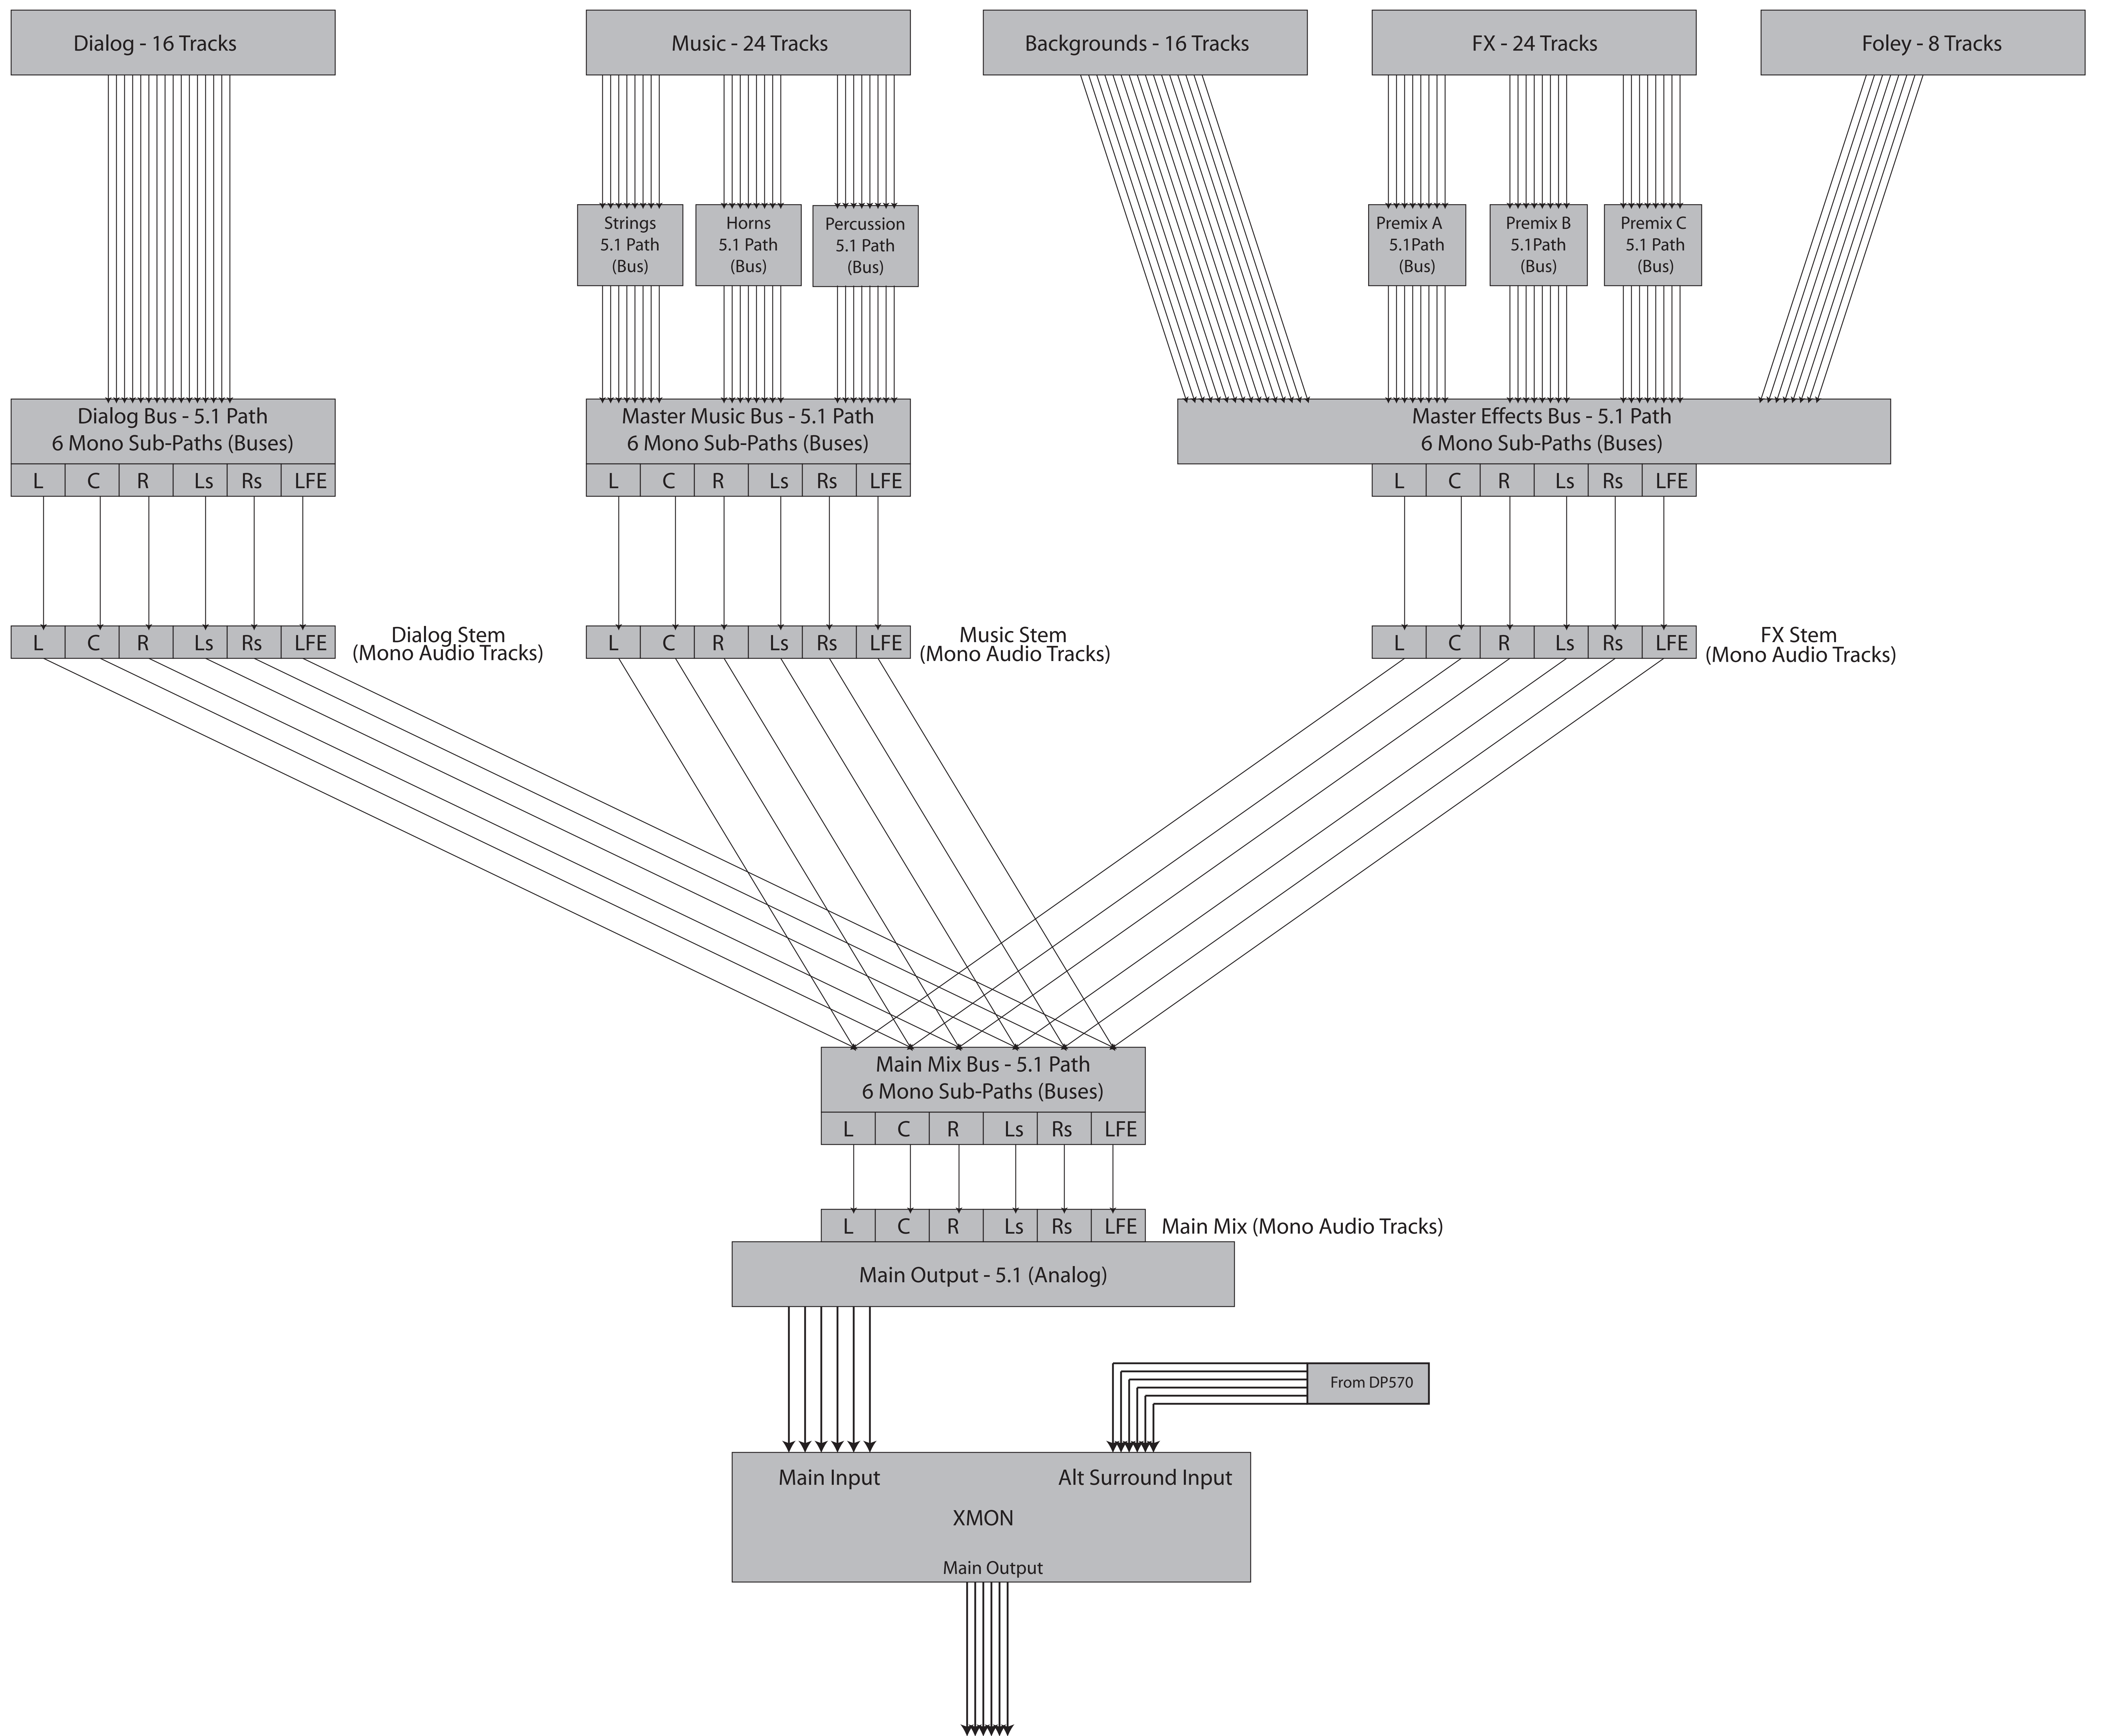 Dialog - 16 Tracks
Music - 24 Tracks
Backgrounds - 16 Tracks
FX - 24 Tracks
Foley - 8 Tracks
Strings
5.1 Path
(Bus)
Horns
5.1 Path
(Bus)
Percussion
5.1 Path
(Bus)
Premix A
5.1Path
(Bus)
Premix B
5.1Path
(Bus)
Premix C
5.1 Path
(Bus)
Dialog Bus - 5.1 Path
6 Mono Sub-Paths (Buses)
L C R Ls Rs LFE
Master Music Bus - 5.1 Path
6 Mono Sub-Paths (Buses)
L C R Ls Rs LFE
Master Effects Bus - 5.1 Path
6 Mono Sub-Paths (Buses)
L C R Ls Rs LFE
L C R Ls Rs LFE
Dialog Stem
(Mono Audio Tracks)
L C R Ls Rs LFE
Music Stem
(Mono Audio Tracks)
L C R Ls Rs LFE
FX Stem
(Mono Audio Tracks)
Main Mix Bus - 5.1 Path
6 Mono Sub-Paths (Buses)
L C R Ls Rs LFE
L C R Ls Rs LFE
Main Mix (Mono Audio Tracks)
Main Output - 5.1 (Analog)
From DP570
Main Input
Alt Surround Input
XMON
Main Output